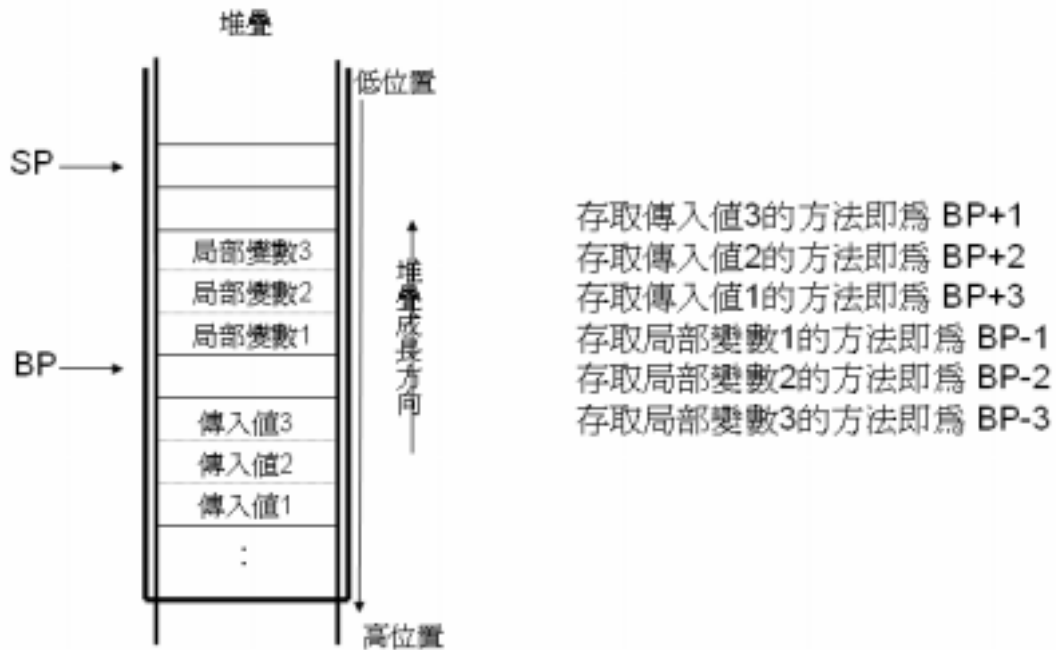 堆疊
低位置
SP
局部變數3
局部變數2
局部變數1
BP
傳入值3
傳入值2
傳入值1
:
堆疊成長方向
高位置
存取傳入值3的方法即為 BP+1
存取傳入值2的方法即為 BP+2
存取傳入值1的方法即為 BP+3
存取局部變數1的方法即為 BP-1
存取局部變數2的方法即為 BP-2
存取局部變數3的方法即為 BP-3